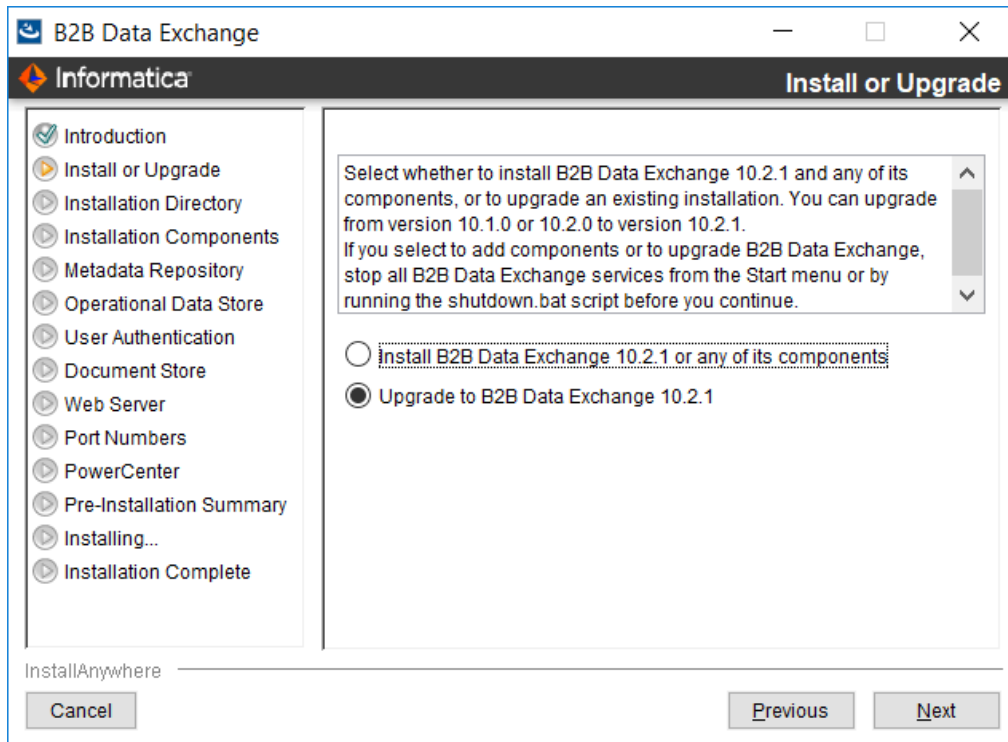 B2B Data Exchange
Informatica
Install or Upgrade
Introduction
Install or Upgrade
Installation Directory
Installation Components
Metadata Repository
Operational Data Store
User Authentication
Document Store
Web Server
Port Numbers
PowerCenter
Pre-Installation Summary
Installing...
Installation Complete
Select whether to install B2B Data Exchange 10.2.1 and any of its
components, or to upgrade an existing installation. You can upgrade
from version 10.1.0 or 10.2.0 to version 10.2.1.
If you select to add components or to upgrade B2B Data Exchange,
stop all B2B Data Exchange services from the Start menu or by
running the shutdown.bat script before you continue.
Install B2B Data Exchange 10.2.1 or any of its components
Upgrade to B2B Data Exchange 10.2.1
InstallAnywhere
Cancel
Previous
Next